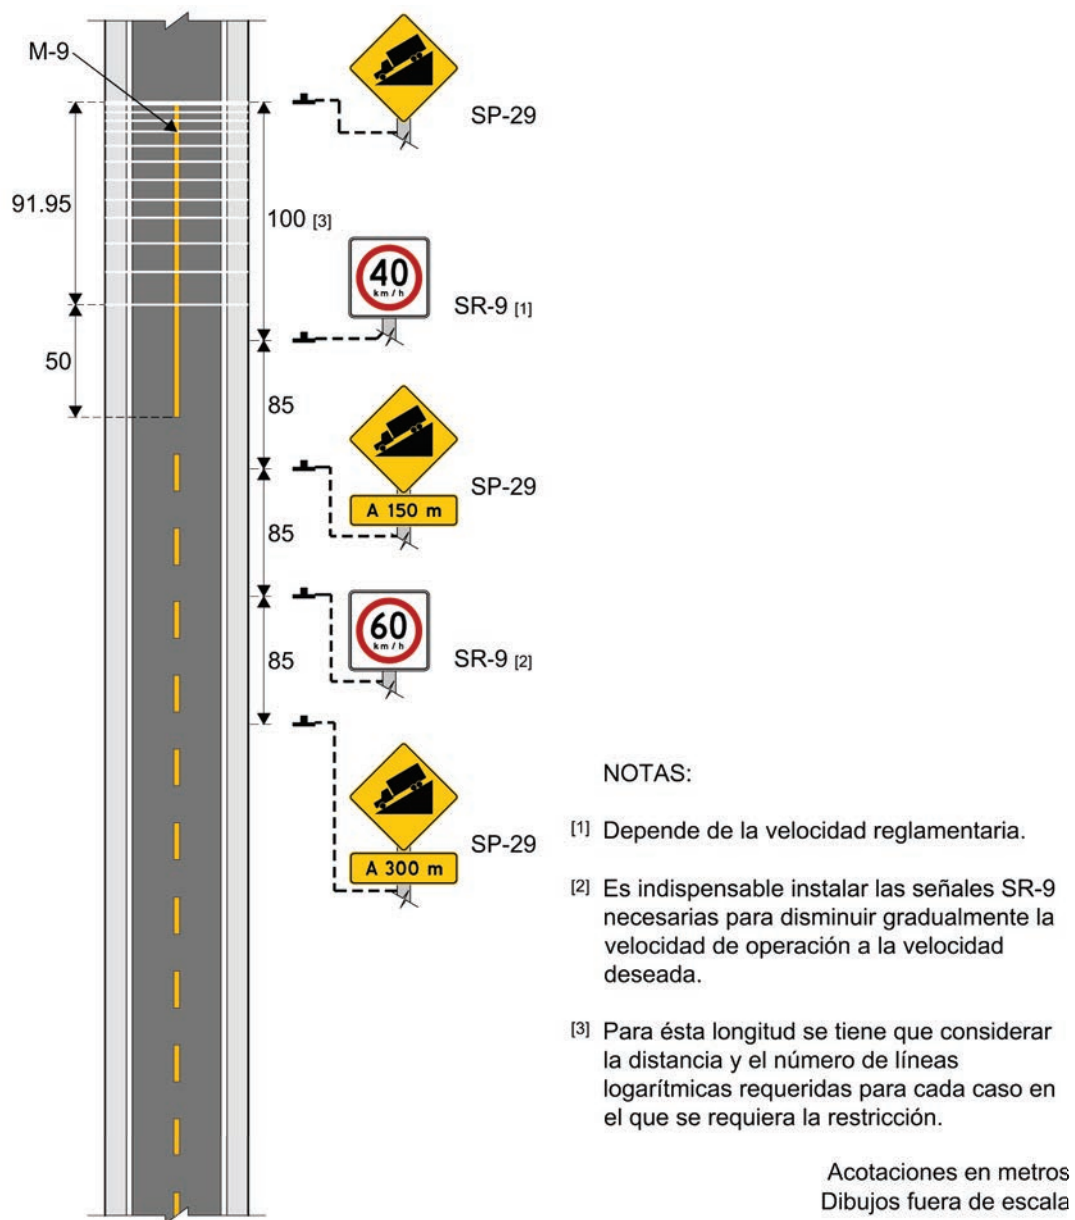 M-9
SP-29
91.95
100 [3]
40
km/h
SR-9 [1]
50
85
SP-29
A 150 m
85
60
km/h
SR-9 [2]
85
SP-29
A 300 m
NOTAS:
[1] Depende de la velocidad reglamentaria.
[2] Es indispensable instalar las señales SR-9
necesarias para disminuir gradualmente la
velocidad de operación a la velocidad
deseada.
[3] Para ésta longitud se tiene que considerar
la distancia y el número de líneas
logarítmicas requeridas para cada caso en
el que se requiera la restricción.
Acotaciones en metros
Dibujos fuera de escala